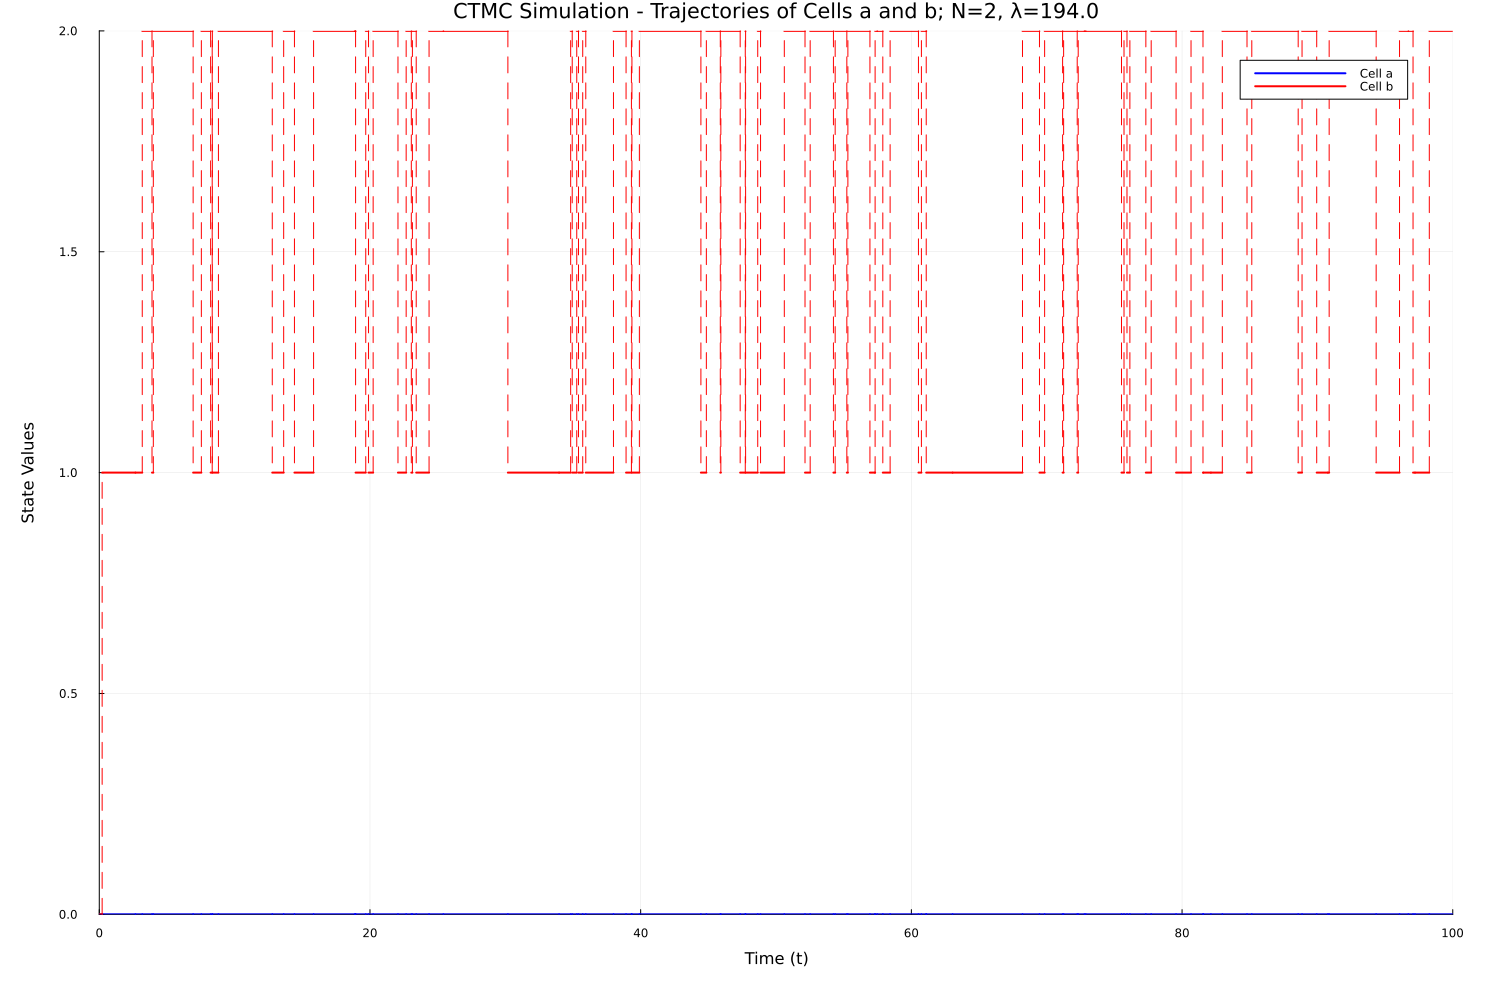 CTMC Simulation - Trajectories of Cells a and b; N=2, λ=194.0
2.0
Cell a
Cell b
1.5
1.0
State Values
0.5
0.0
0 20 40 60 80 100
Time (t)